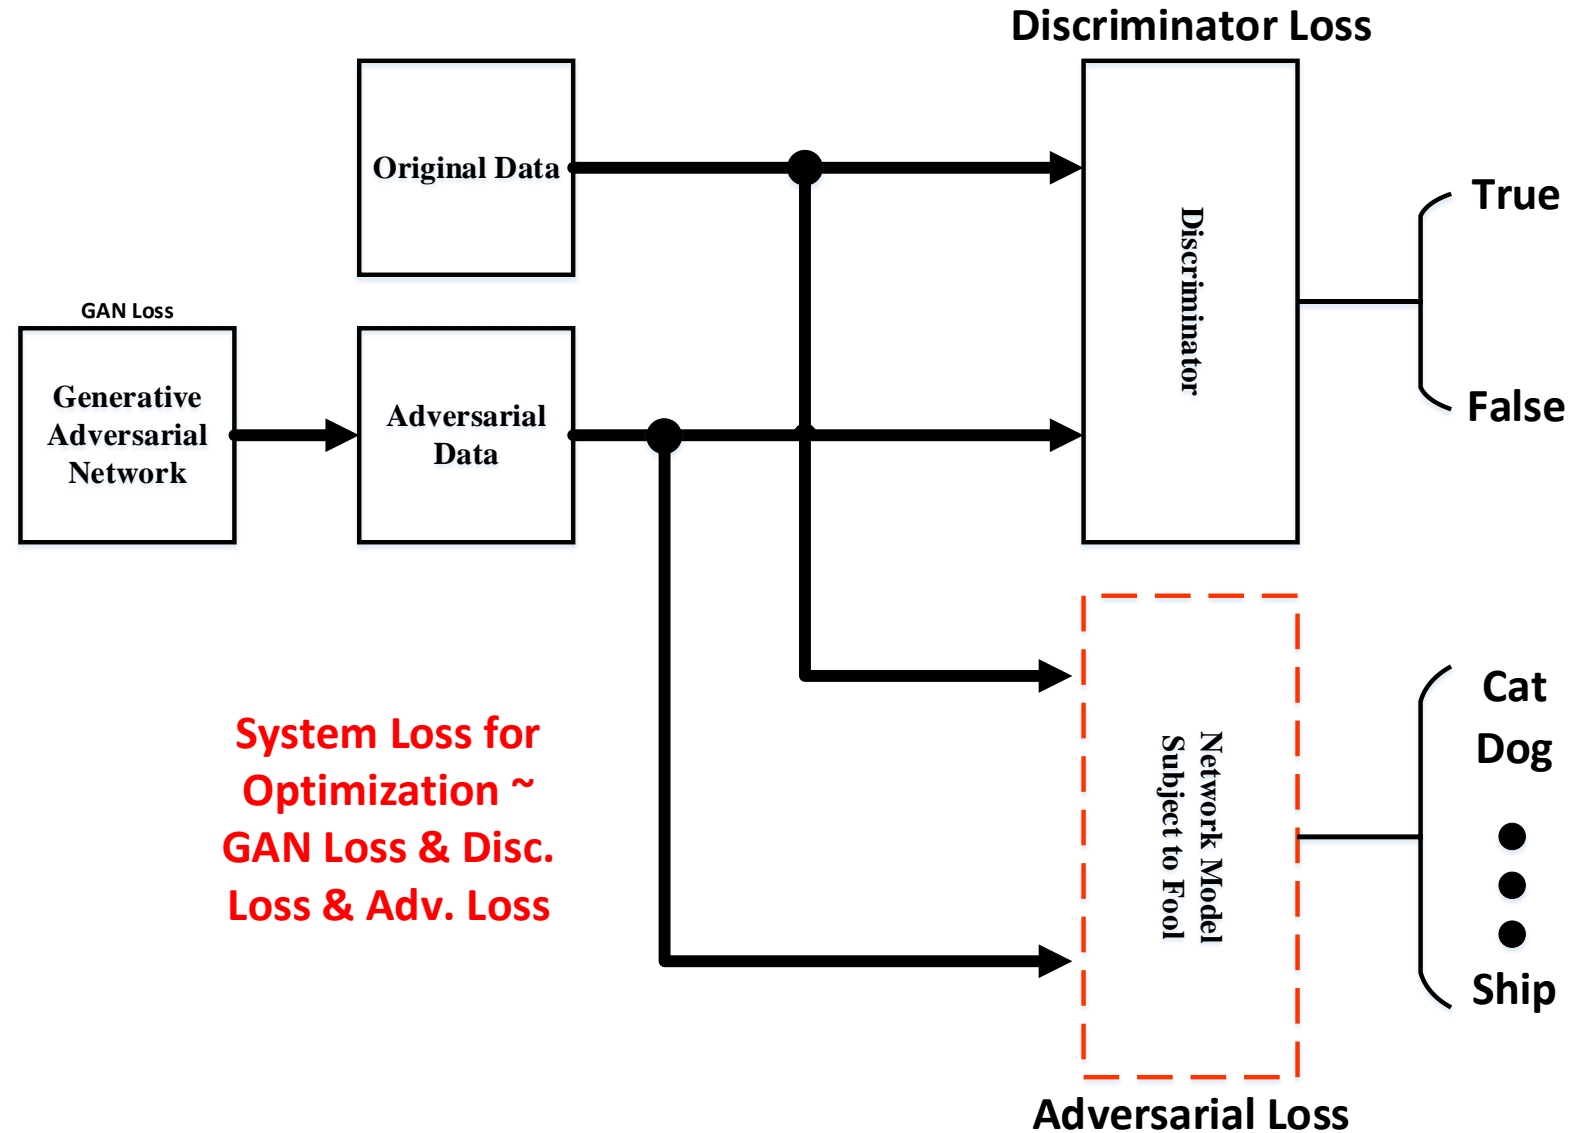 Discriminator Loss
Original Data
Discriminator
True
False
GAN Loss
Generative
Adversarial
Network
Adversarial
Data
System Loss for
Optimization ~
GAN Loss & Disc.
Loss & Adv. Loss
Network Model
Subject to Fool
Cat
Dog
Ship
Adversarial Loss